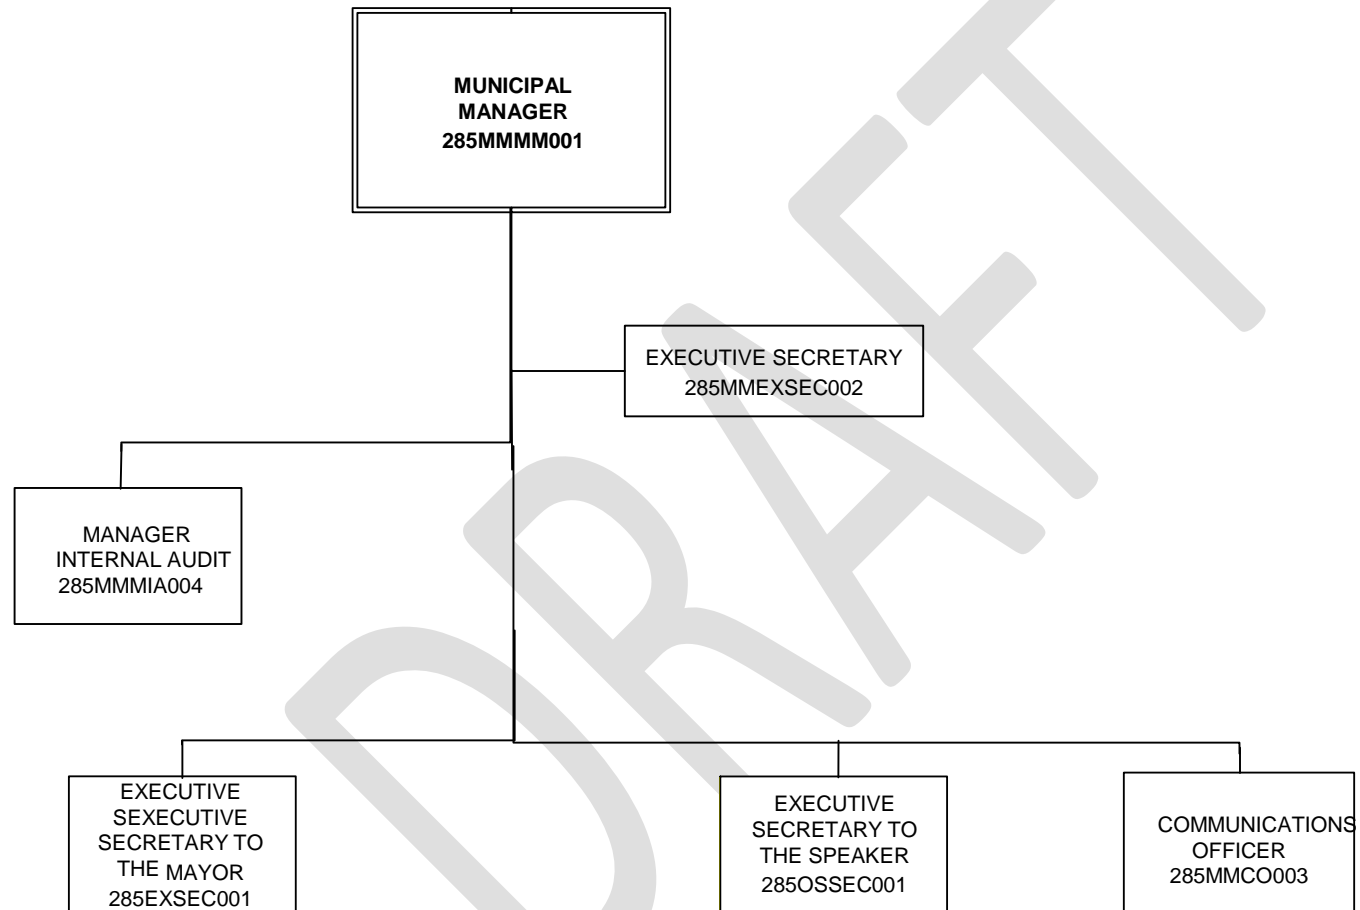 MUNICIPAL
MANAGER
285MMMM001
EXECUTIVE SECRETARY
285MMEXSEC002
MANAGER
INTERNAL AUDIT
285MMMIA004
EXECUTIVE
SEXECUTIVE
SECRETARY TO
THE MAYOR
285EXSEC001
EXECUTIVE
SECRETARY TO
THE SPEAKER
285OSSEC001
COMMUNICATIONS
OFFICER
285MMCO003
DRAFT